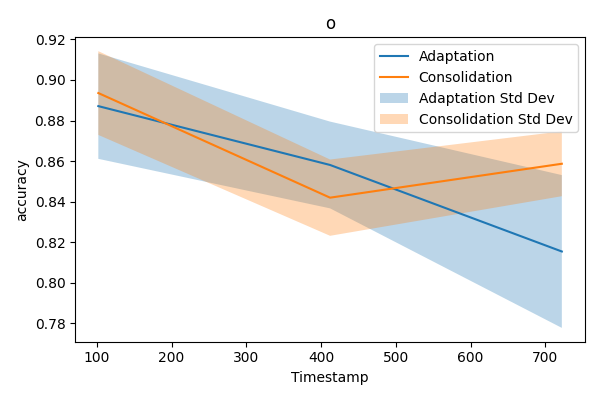 o
0.92
0.90
0.88
0.86
0.84
0.82
0.80
0.78
accuracy
Adaptation
Consolidation
Adaptation Std Dev
Consolidation Std Dev
100 200 300 400 500 600 700
Timestamp